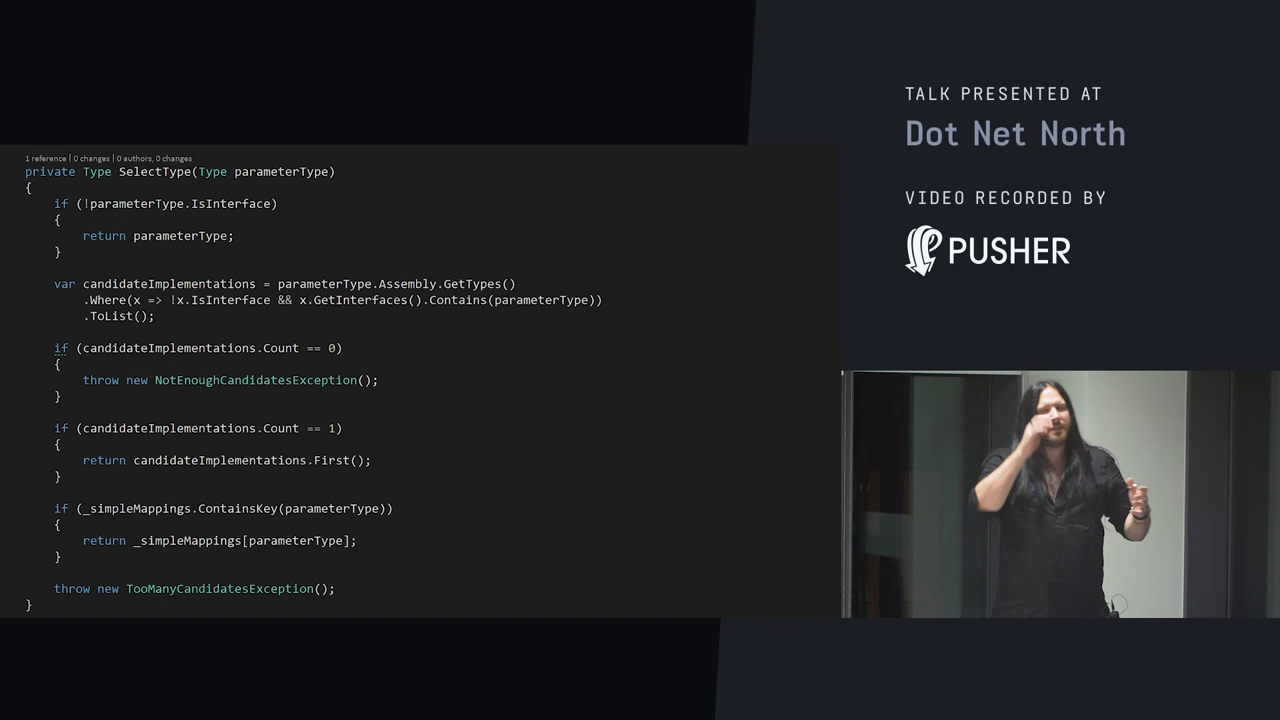 1 reference | 0 changes | 0 authors, 0 changes
private Type SelectType(Type parameterType)
{
    if (!parameterType.IsInterface)
    {
        return parameterType;
    }

    var candidateImplementations = parameterType.Assembly.GetTypes()
        .Where(x => !x.IsInterface && x.GetInterfaces().Contains(parameterType))
        .ToList();

    if (candidateImplementations.Count == 0)
    {
        throw new NotEnoughCandidatesException();
    }

    if (candidateImplementations.Count == 1)
    {
        return candidateImplementations.First();
    }

    if (_simpleMappings.ContainsKey(parameterType))
    {
        return _simpleMappings[parameterType];
    }

    throw new TooManyCandidatesException();
}
TALK PRESENTED AT
Dot Net North
VIDEO RECORDED BY
PUSHER